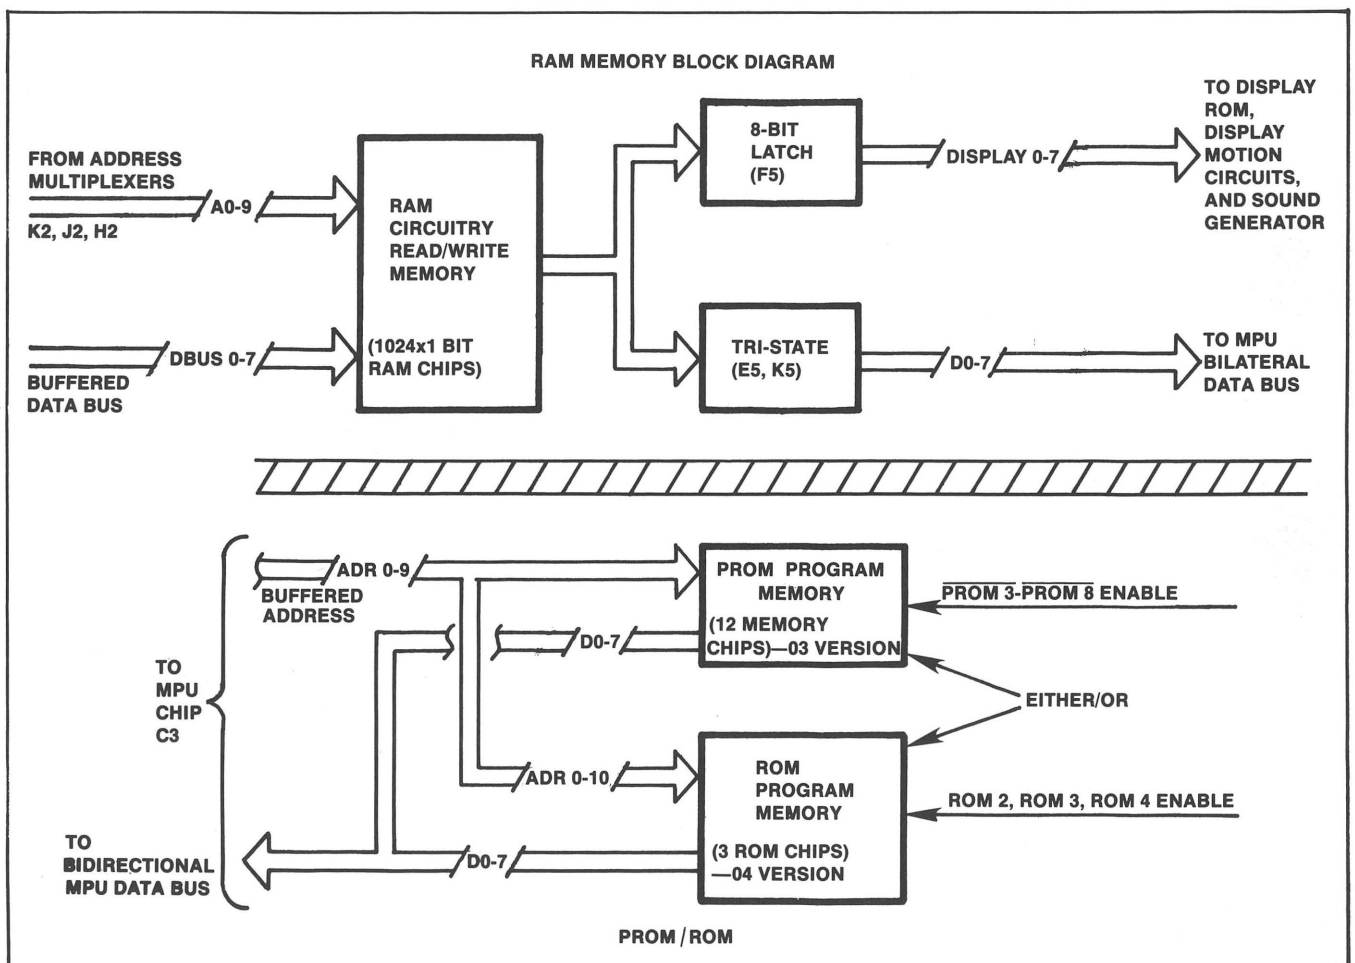 RAM MEMORY BLOCK DIAGRAM
FROM ADDRESS
MULTIPLEXERS
A0-9
K2, J2, H2
DBUS 0-7
BUFFERED
DATA BUS
RAM
CIRCUITRY
READ/WRITE
MEMORY
(1024x1 BIT
RAM CHIPS)
8-BIT
LATCH
(F5)
DISPLAY 0-7
TO DISPLAY
ROM,
DISPLAY
MOTION
CIRCUITS,
AND SOUND
GENERATOR
TRI-STATE
(E5, K5)
D0-7
TO MPU
BILATERAL
DATA BUS
TO
MPU
CHIP
C3
ADR 0-9
BUFFERED
ADDRESS
D0-7
PROM PROGRAM
MEMORY
(12 MEMORY
CHIPS)—03 VERSION
PROM 3-PROM 8 ENABLE
EITHER/OR
ADR 0-10
ROM
PROGRAM
MEMORY
(3 ROM CHIPS)
—04 VERSION
ROM 2, ROM 3, ROM 4 ENABLE
D0-7
TO
BIDIRECTIONAL
MPU DATA BUS
PROM/ROM